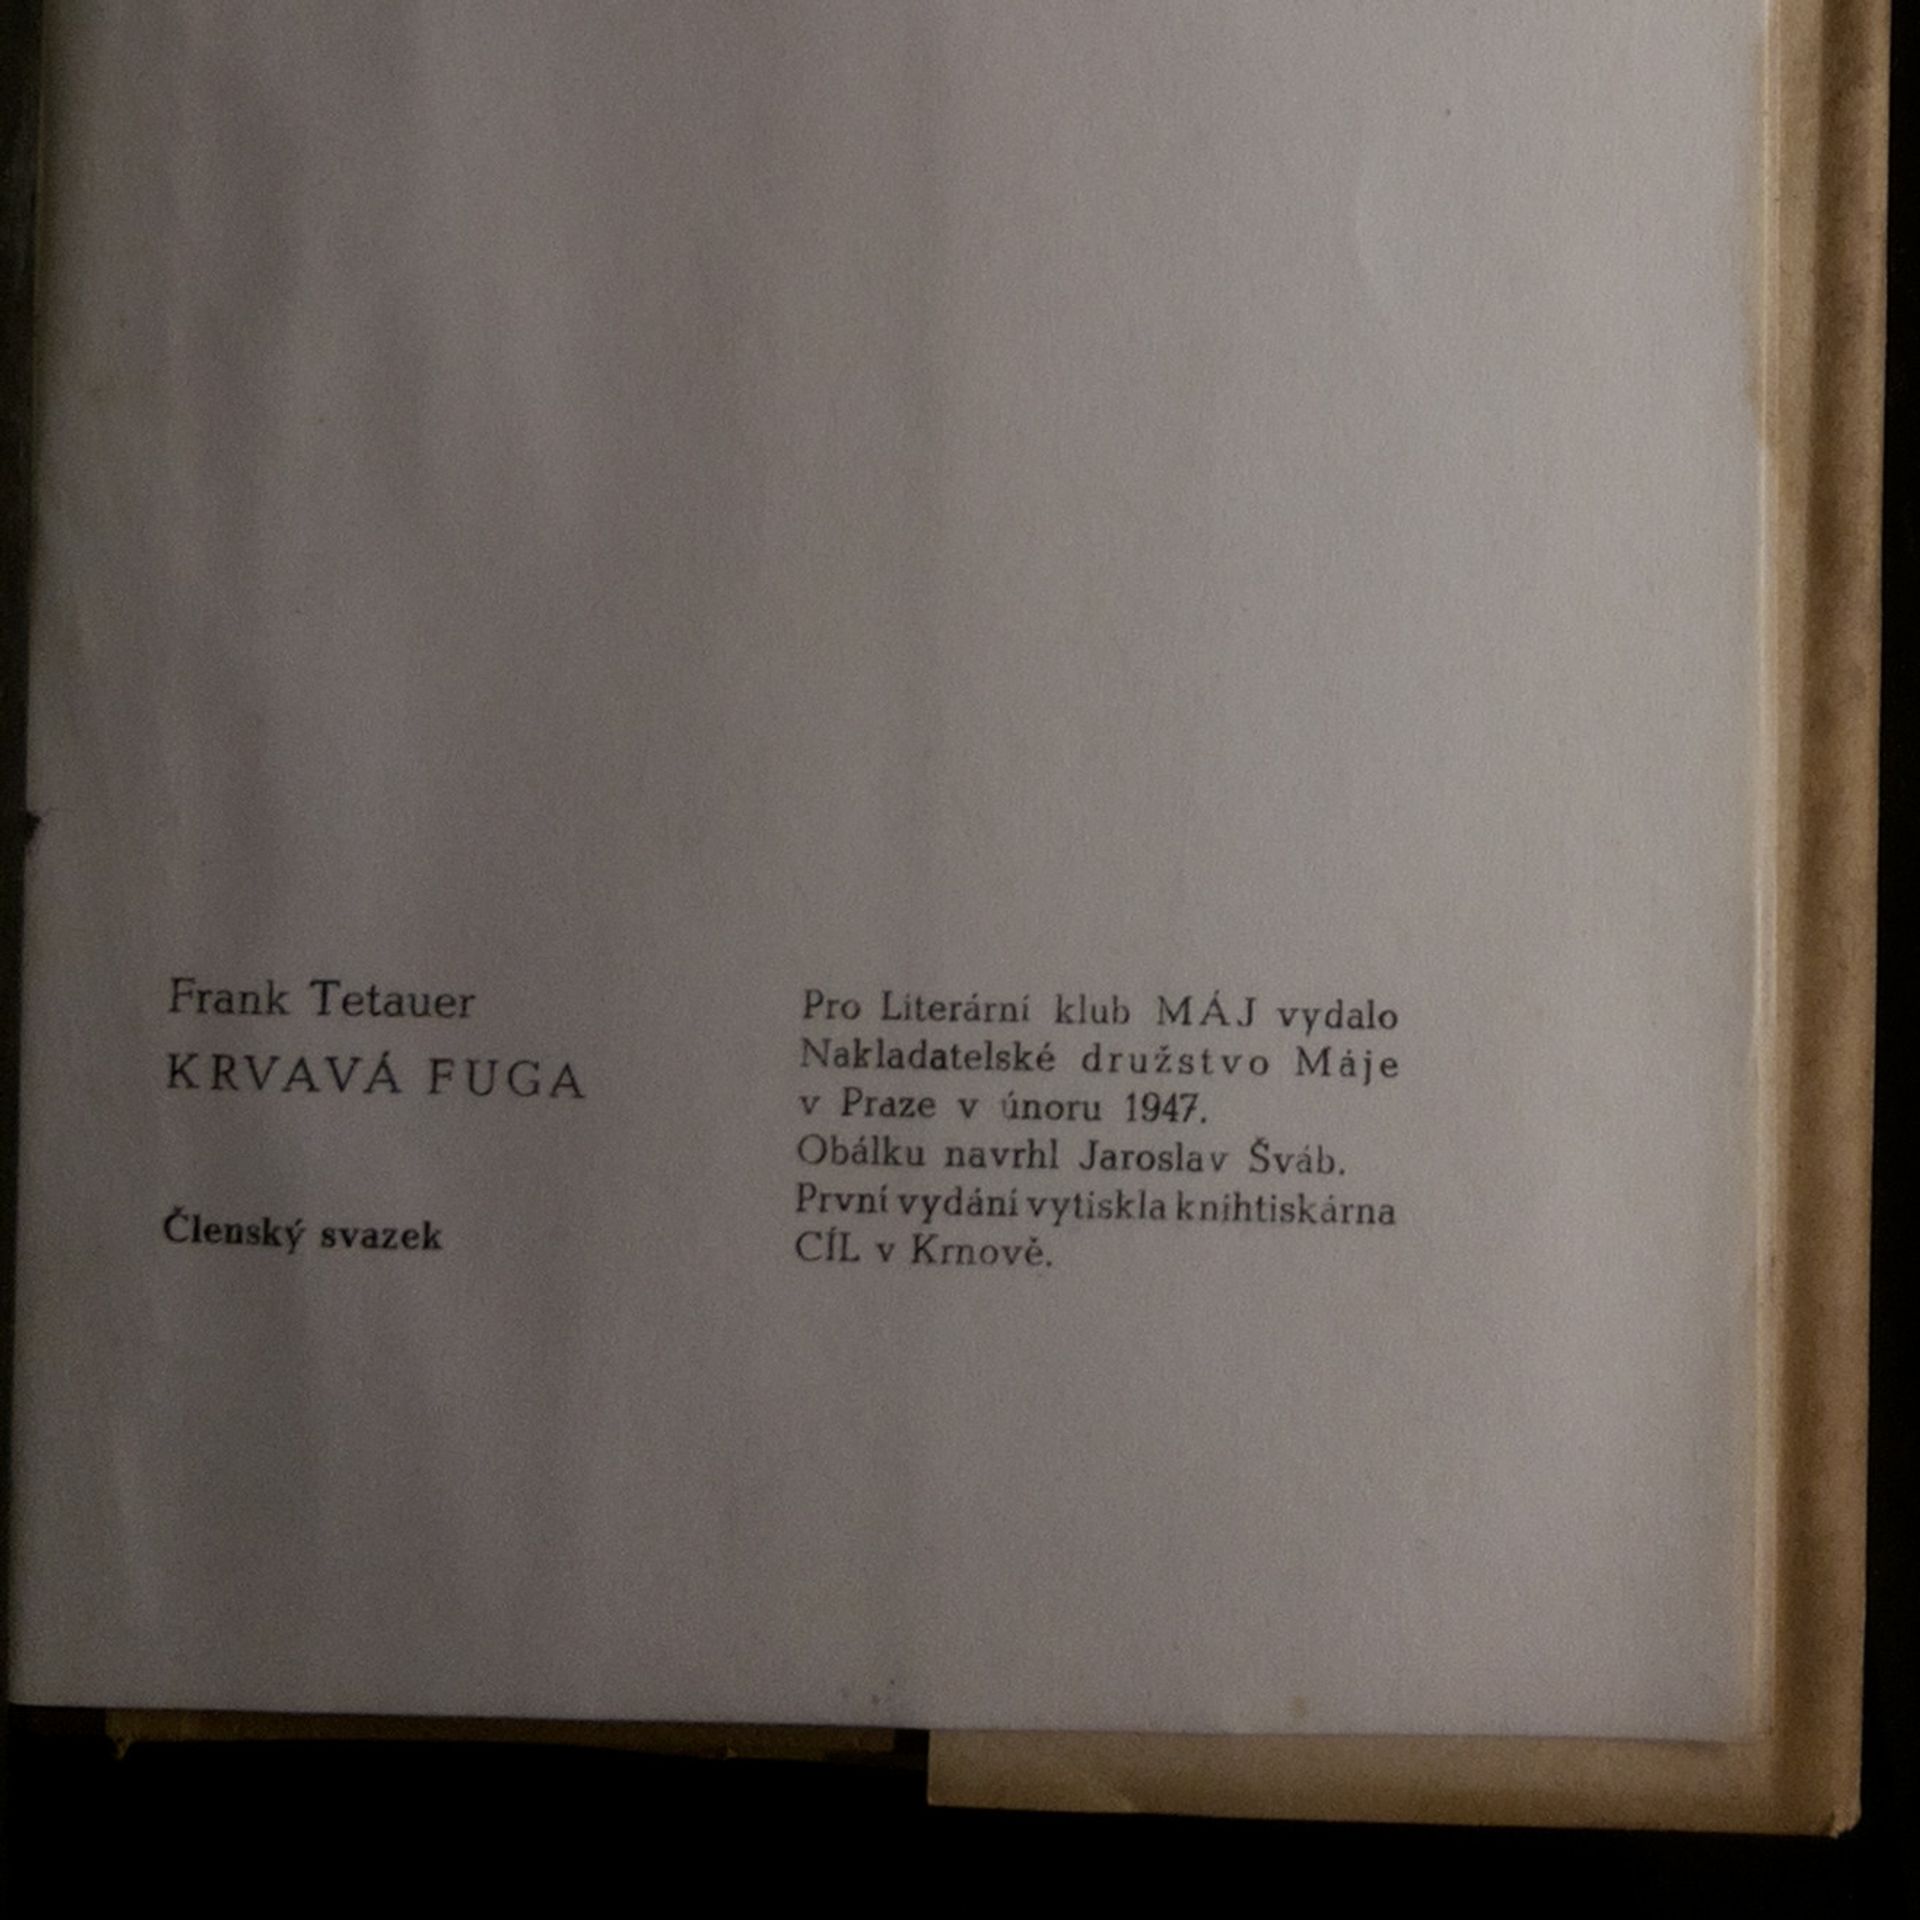 Frank Tetauer
KRVAVÁ FUGA
Členský svazek
Pro Literární klub MÁJ vydalo
Nakladatelské družstvo Máje
v Praze v únoru 1947.
Obálku navrhl Jaroslav Šváb.
První vydání vytiskla knihtiskárna
CÍL v Krnově.